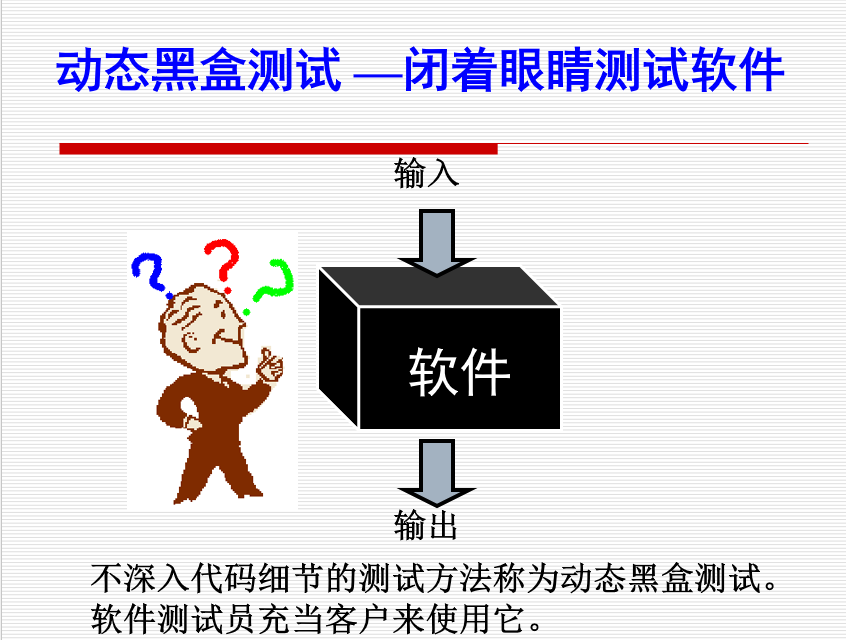 动态黑盒测试 —闭着眼睛测试软件
输入
? ? ?
软件
输出
不深入代码细节的测试方法称为动态黑盒测试。
软件测试员充当客户来使用它。